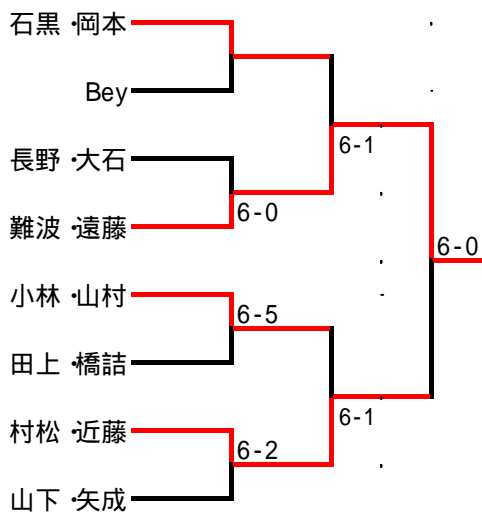 石黒・岡本
Bey
6-1
長野・大石
6-0
難波・遠藤
6-0
小林・山村
6-5
田上・橋詰
6-1
村松・近藤
6-2
山下・矢成